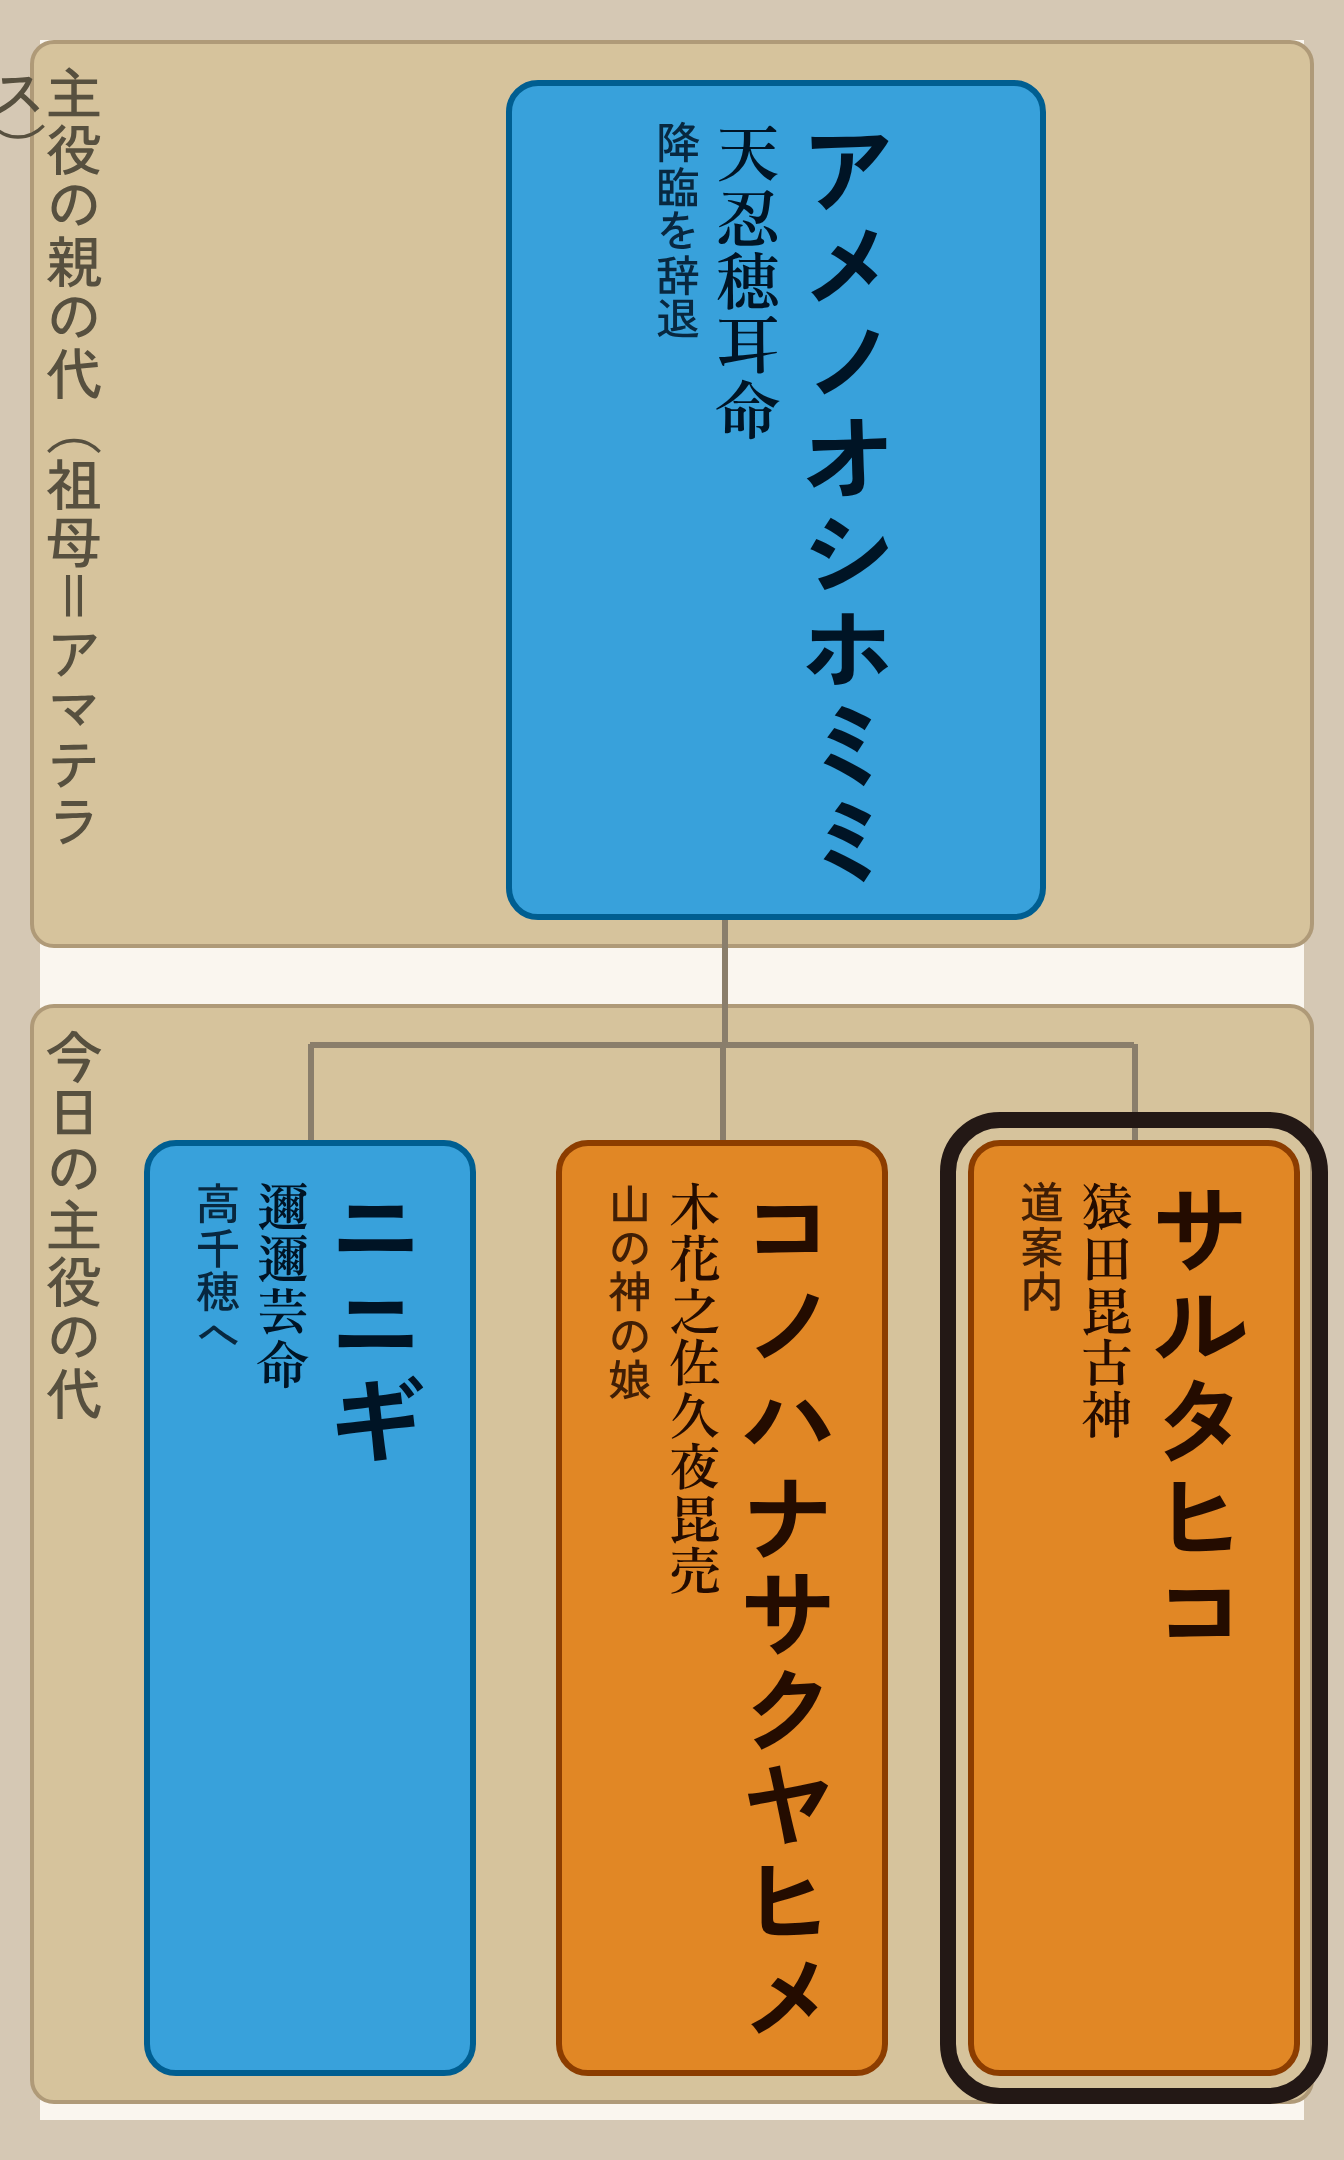 主役の親の代（祖母＝アマテラ
ス）
アメノオシホミミ
天忍穂耳命
降臨を辞退
今日の主役の代
サルタヒコ
猿田毘古神
道案内
コノハナサクヤヒメ
木花之佐久夜毘売
山の神の娘
ニニギ
邇邇芸命
高千穂へ